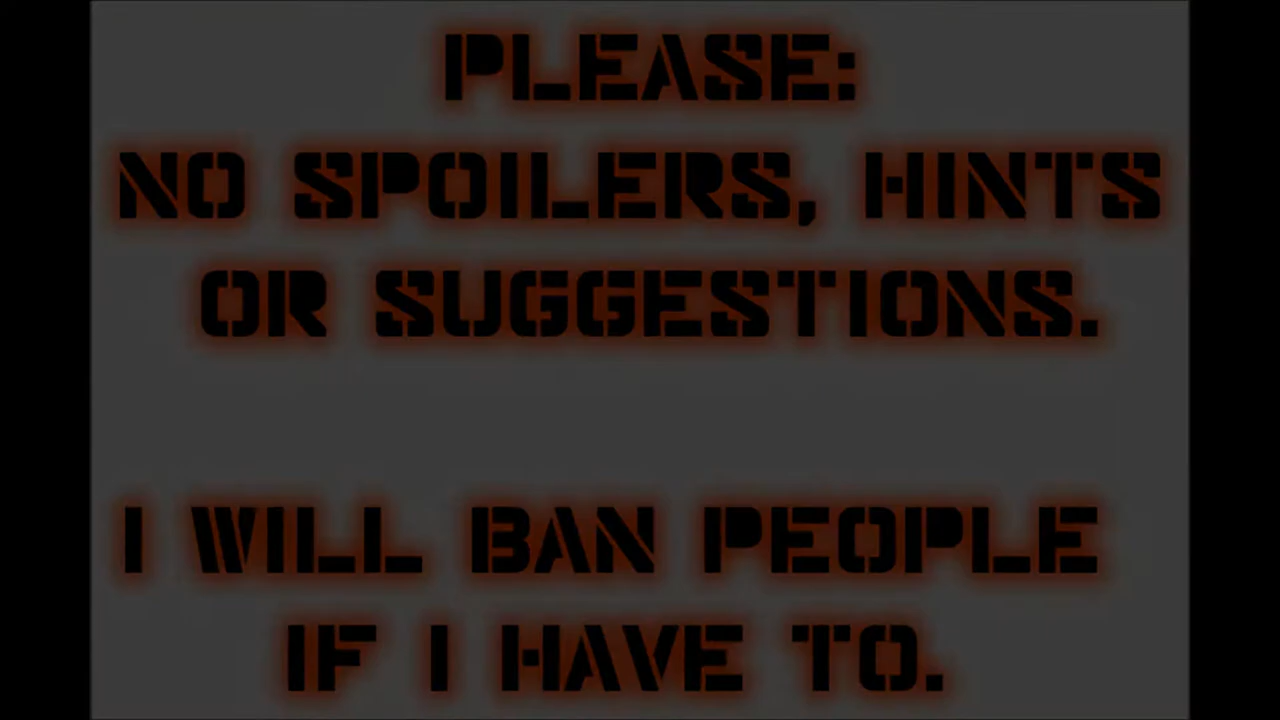 PLEASE:
NO SPOILERS, HINTS
OR SUGGESTIONS.
I WILL BAN PEOPLE
IF I HAVE TO.